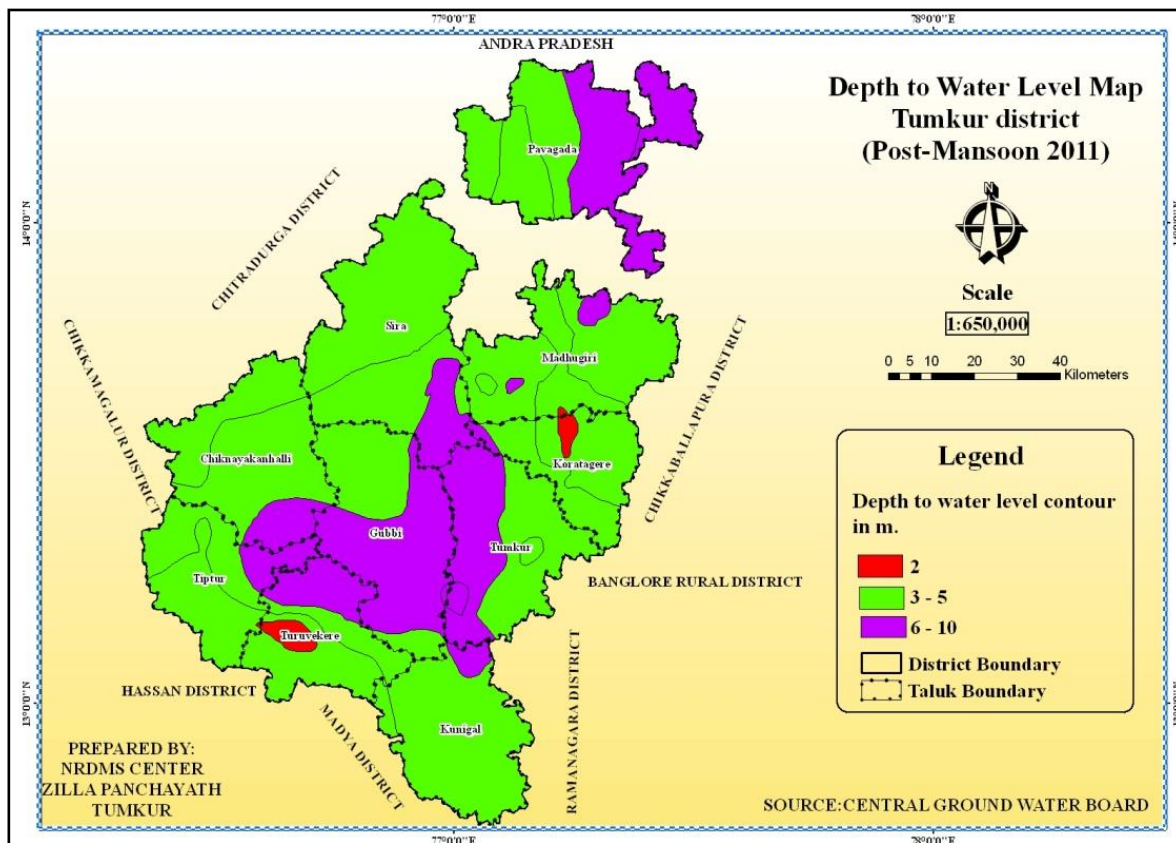 77°0'0"E
78°0'0"E
ANDRA PRADESH
Depth to Water Level Map
Tumkur district
(Post-Mansoon 2011)
N
Scale
1:650,000
0 5 10 20 30 40
Kilometers
Legend
Depth to water level contour
in m.
2
3 - 5
6 - 10
District Boundary
Taluk Boundary
14°0'0"N
13°0'0"N
CHITRADURGA DISTRICT
CHIKKAMAGALUR DISTRICT
CHIKKABALLAPURA DISTRICT
BANGLORE RURAL DISTRICT
RAMANAGARA DISTRICT
MADYA DISTRICT
HASSAN DISTRICT
Pavagada
Sira
Madhugiri
Koratagere
Chiknayakanhalli
Gubbi
Tumkur
Tiptur
Turuvekere
Kunigal
PREPARED BY:
NRDMS CENTER
ZILLA PANCHAYATH
TUMKUR
SOURCE:CENTRAL GROUND WATER BOARD
77°0'0"E
78°0'0"E